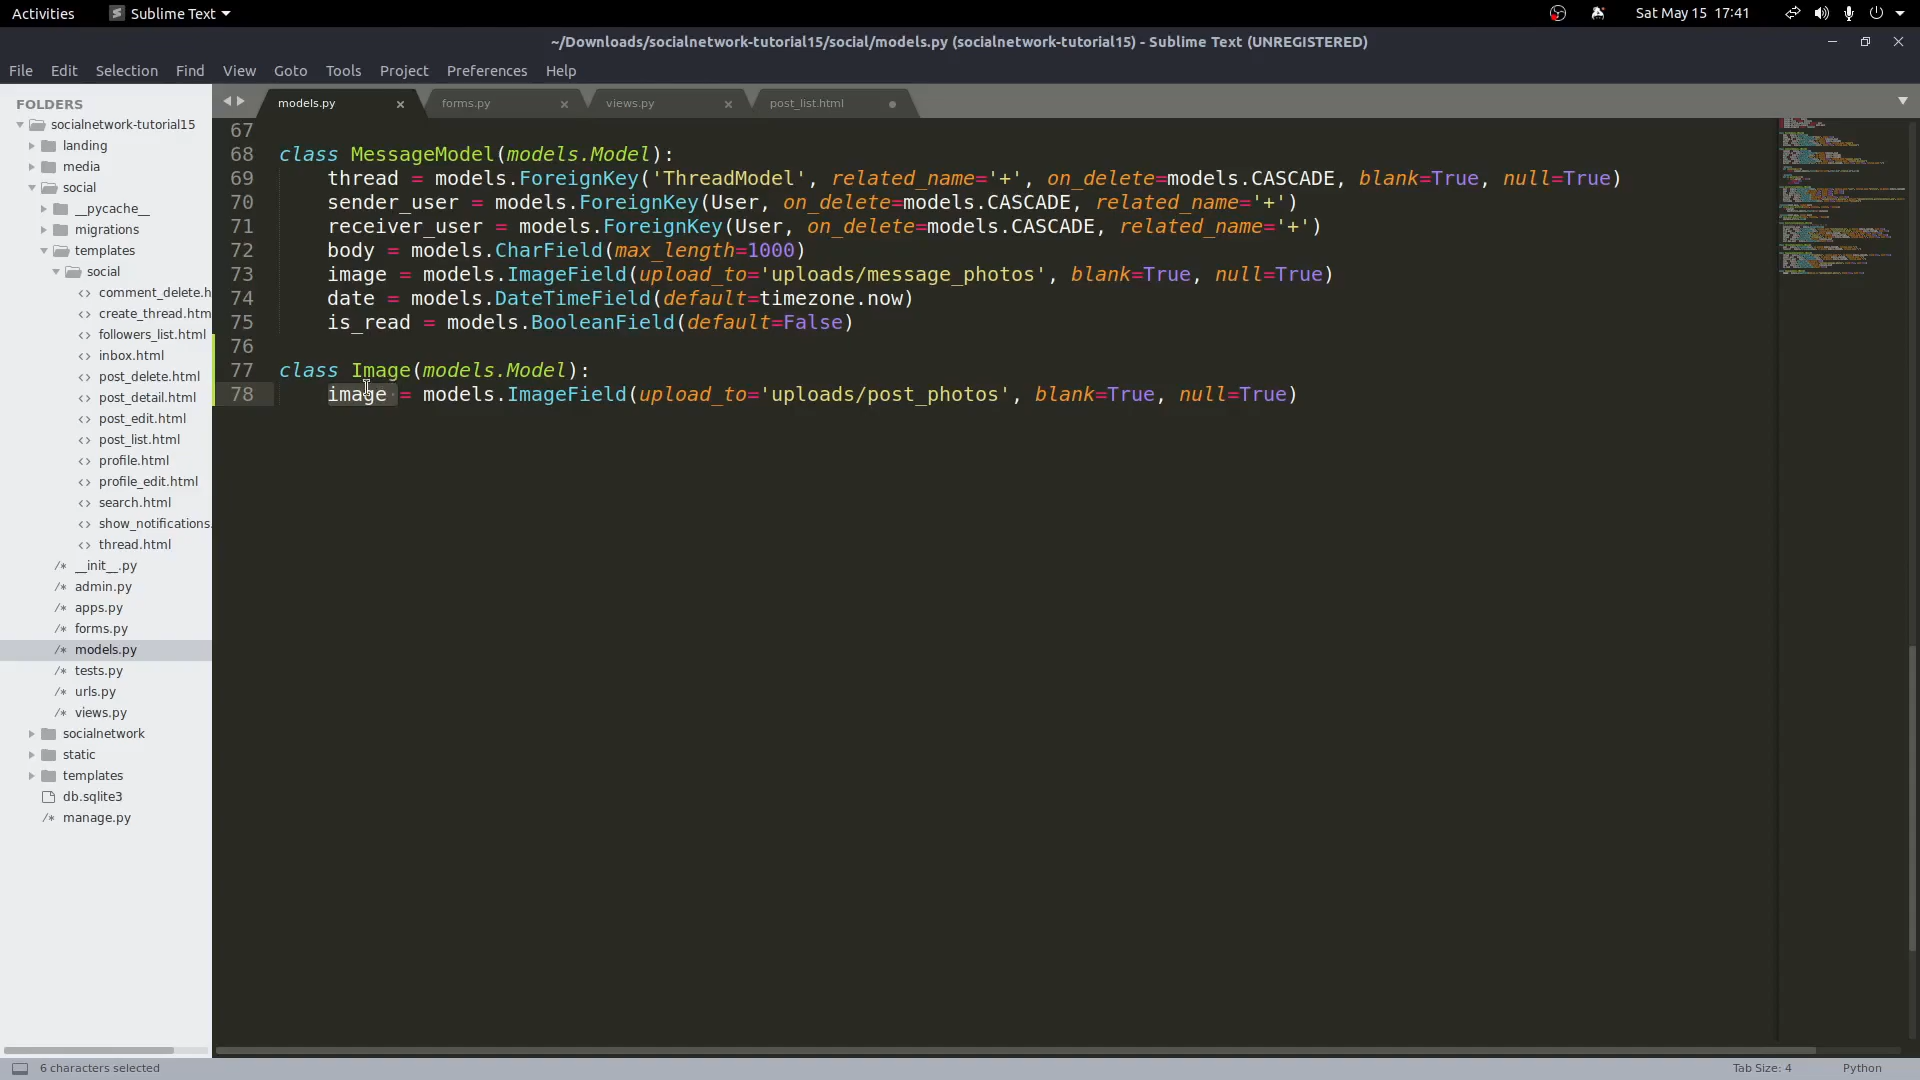 Activities Sublime Text Sat May 15 17:41
~/Downloads/socialnetwork-tutorial15/social/models.py (socialnetwork-tutorial15) - Sublime Text (UNREGISTERED)
File Edit Selection Find View Goto Tools Project Preferences Help
FOLDERS
socialnetwork-tutorial15
landing
media
social
__pycache__
migrations
templates
social
<> comment_delete.h
<> create_thread.htm
<> followers_list.html
<> inbox.html
<> post_delete.html
<> post_detail.html
<> post_edit.html
<> post_list.html
<> profile.html
<> profile_edit.html
<> search.html
<> show_notifications.
<> thread.html
/* __init__.py
/* admin.py
/* apps.py
/* forms.py
/* models.py
/* tests.py
/* urls.py
/* views.py
socialnetwork
static
templates
db.sqlite3
/* manage.py
models.py × forms.py × views.py × post_list.html
67
68 class MessageModel(models.Model):
69 thread = models.ForeignKey('ThreadModel', related_name='+', on_delete=models.CASCADE, blank=True, null=True)
70 sender_user = models.ForeignKey(User, on_delete=models.CASCADE, related_name='+')
71 receiver_user = models.ForeignKey(User, on_delete=models.CASCADE, related_name='+')
72 body = models.CharField(max_length=1000)
73 image = models.ImageField(upload_to='uploads/message_photos', blank=True, null=True)
74 date = models.DateTimeField(default=timezone.now)
75 is_read = models.BooleanField(default=False)
76
77 class Image(models.Model):
78 image = models.ImageField(upload_to='uploads/post_photos', blank=True, null=True)
6 characters selected Tab Size: 4 Python